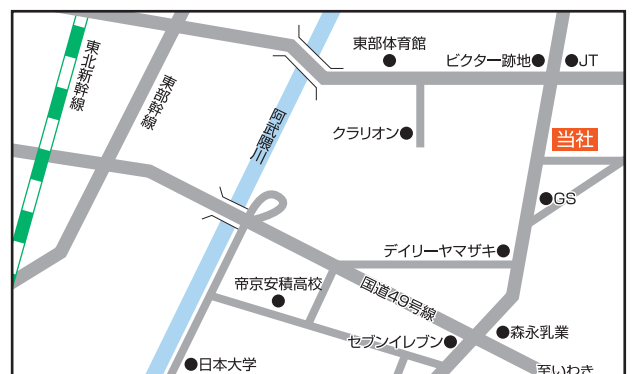 東部体育館
ビクター跡地
JT
東北新幹線
東部幹線
阿武隈川
クラリオン
当社
GS
デイリーヤマザキ
帝京安積高校
国道49号線
セブンイレブン
森永乳業
日本大学
至いわき